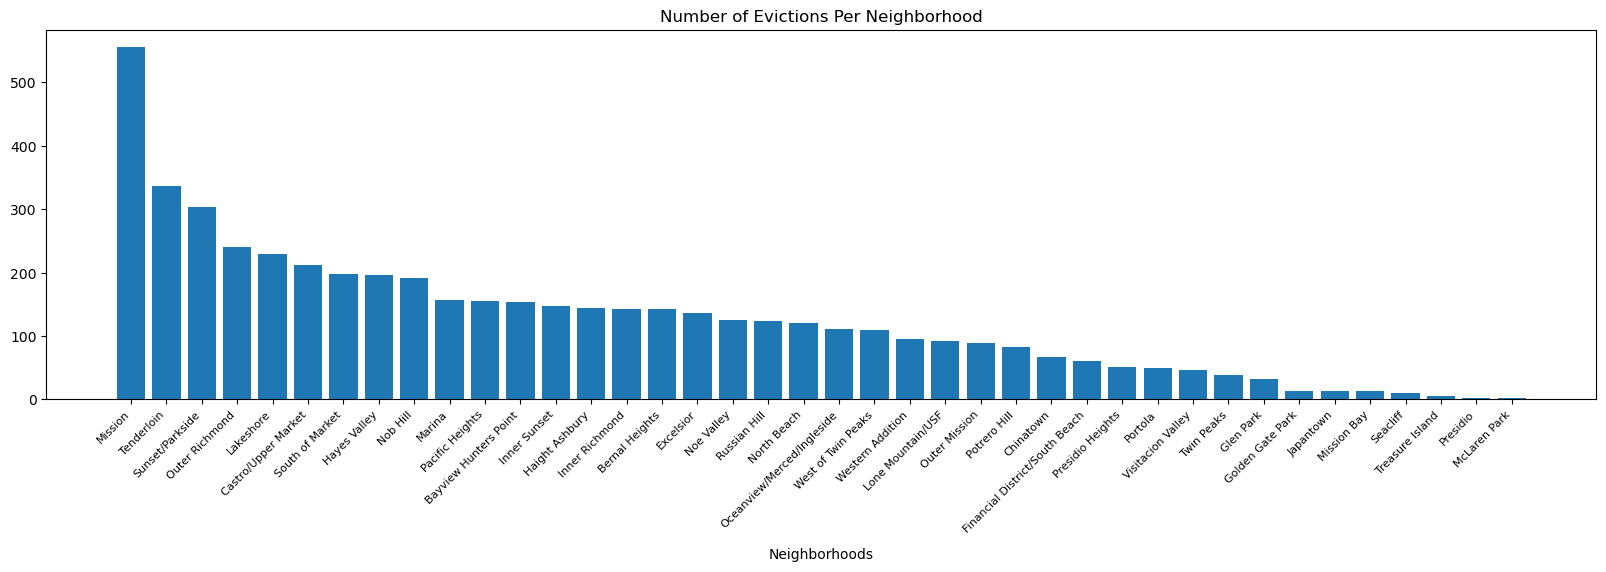 Number of Evictions Per Neighborhood
500
400
300
200
100
0
Mission
Tenderloin
Sunset/Parkside
Outer Richmond
Lakeshore
Castro/Upper Market
South of Market
Hayes Valley
Nob Hill
Marina
Pacific Heights
Bayview Hunters Point
Inner Sunset
Haight Ashbury
Inner Richmond
Bernal Heights
Excelsior
Noe Valley
Russian Hill
North Beach
Oceanview/Merced/Ingleside
West of Twin Peaks
Western Addition
Lone Mountain/USF
Outer Mission
Potrero Hill
Chinatown
Financial District/South Beach
Presidio Heights
Portola
Visitacion Valley
Twin Peaks
Glen Park
Golden Gate Park
Japantown
Mission Bay
Seacliff
Treasure Island
Presidio
McLaren Park
Neighborhoods